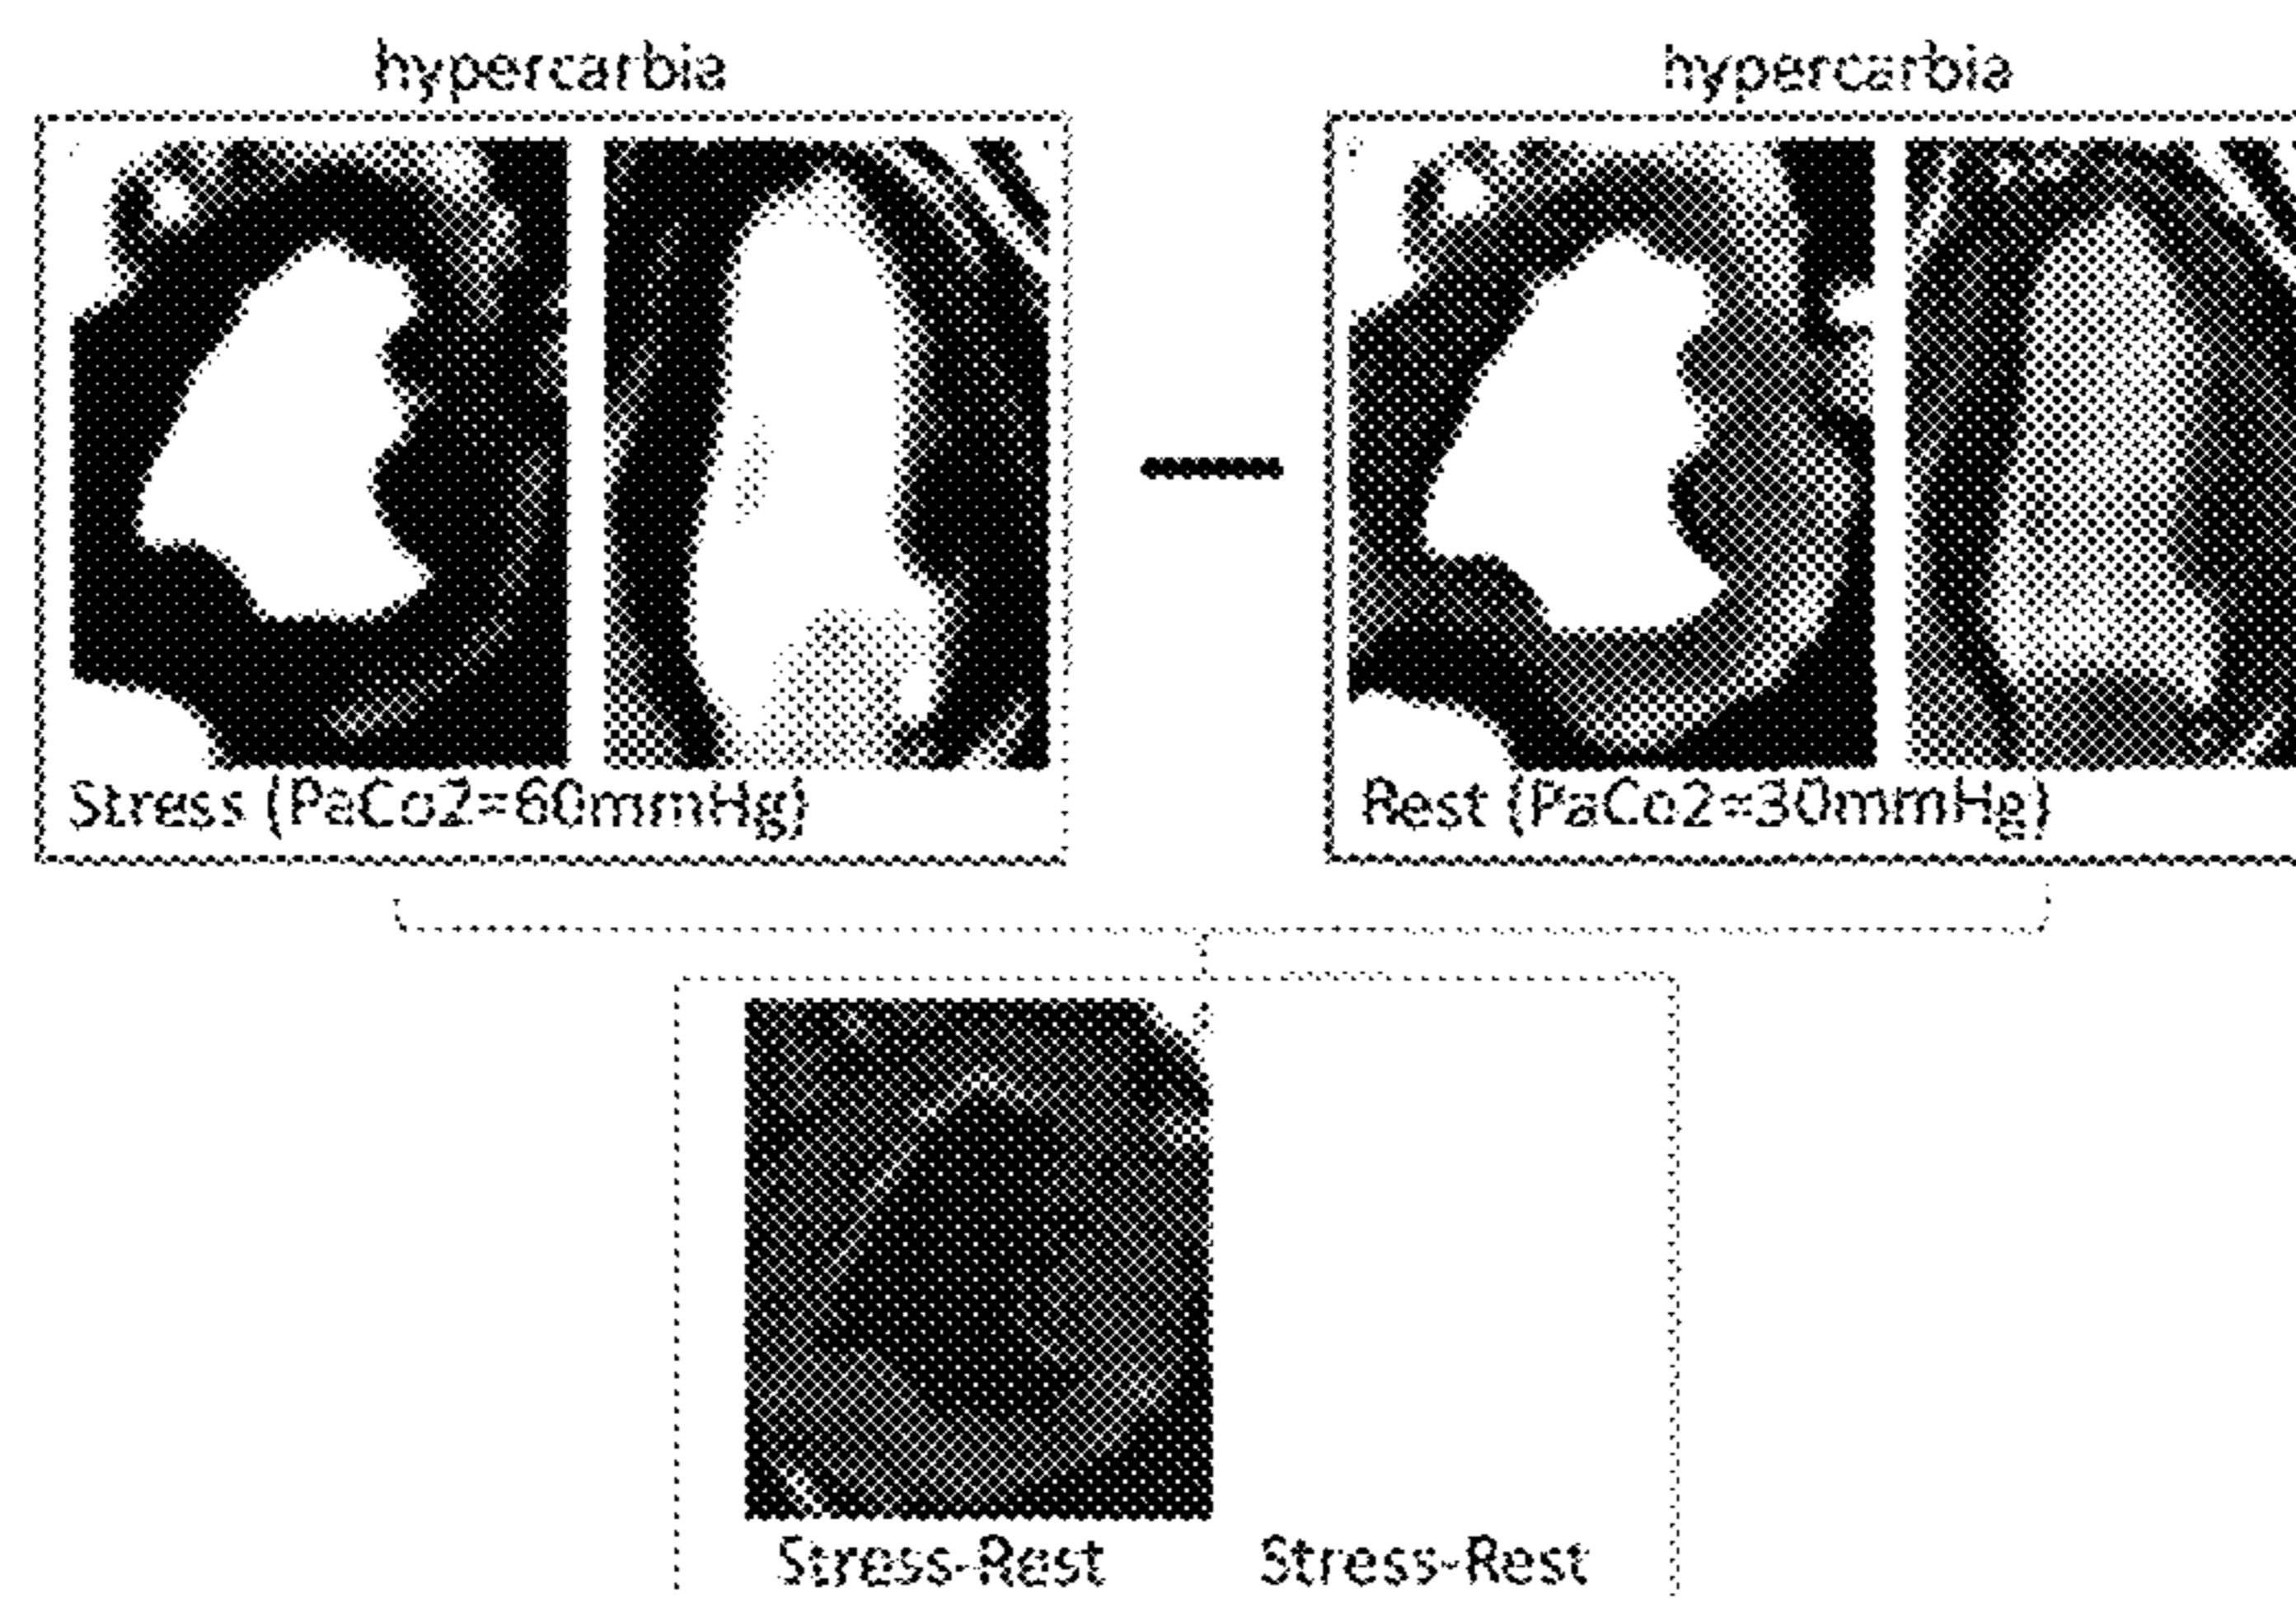 hypercarbia
hypercarbia
Stress (PaCo2=60mmHg)
Rest (PaCo2=30mmHg)
Stress-Rest
Stress-Rest